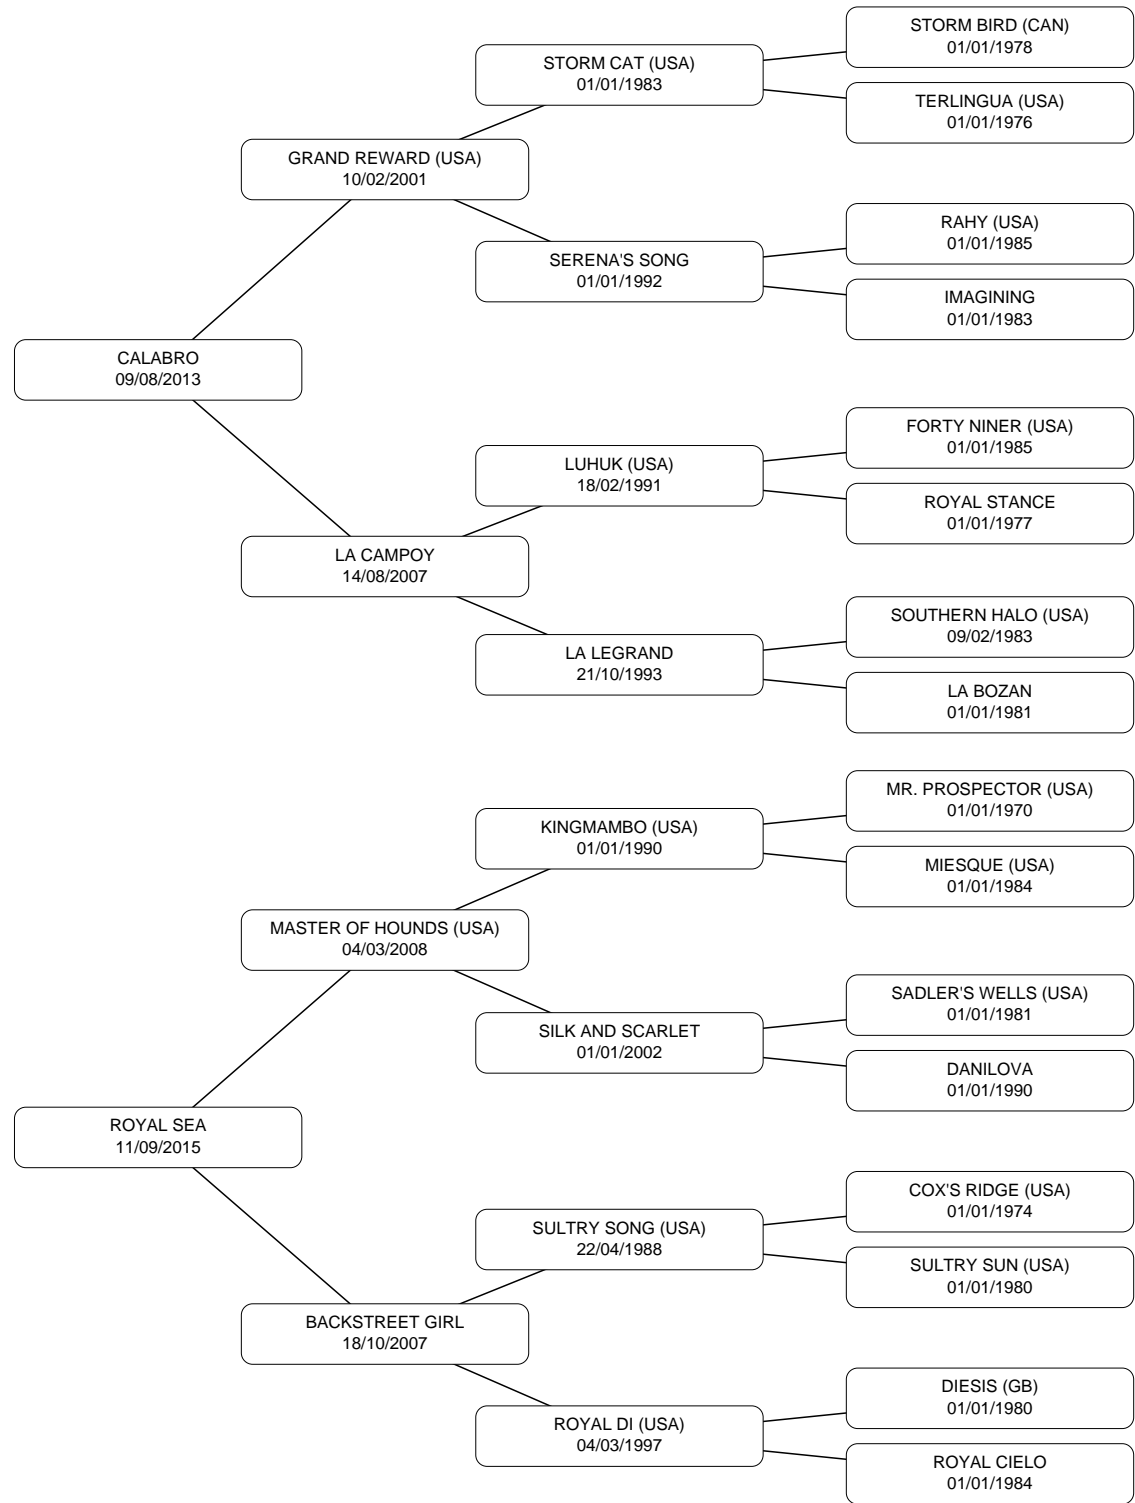 STORM BIRD (CAN)
01/01/1978
STORM CAT (USA)
01/01/1983
TERLINGUA (USA)
01/01/1976
GRAND REWARD (USA)
10/02/2001
RAHY (USA)
01/01/1985
SERENA'S SONG
01/01/1992
IMAGINING
01/01/1983
CALABRO
09/08/2013
FORTY NINER (USA)
01/01/1985
LUHUK (USA)
18/02/1991
ROYAL STANCE
01/01/1977
LA CAMPOY
14/08/2007
SOUTHERN HALO (USA)
09/02/1983
LA LEGRAND
21/10/1993
LA BOZAN
01/01/1981
MR. PROSPECTOR (USA)
01/01/1970
KINGMAMBO (USA)
01/01/1990
MIESQUE (USA)
01/01/1984
MASTER OF HOUNDS (USA)
04/03/2008
SADLER'S WELLS (USA)
01/01/1981
SILK AND SCARLET
01/01/2002
DANILOVA
01/01/1990
ROYAL SEA
11/09/2015
COX'S RIDGE (USA)
01/01/1974
SULTRY SONG (USA)
22/04/1988
SULTRY SUN (USA)
01/01/1980
BACKSTREET GIRL
18/10/2007
DIESIS (GB)
01/01/1980
ROYAL DI (USA)
04/03/1997
ROYAL CIELO
01/01/1984